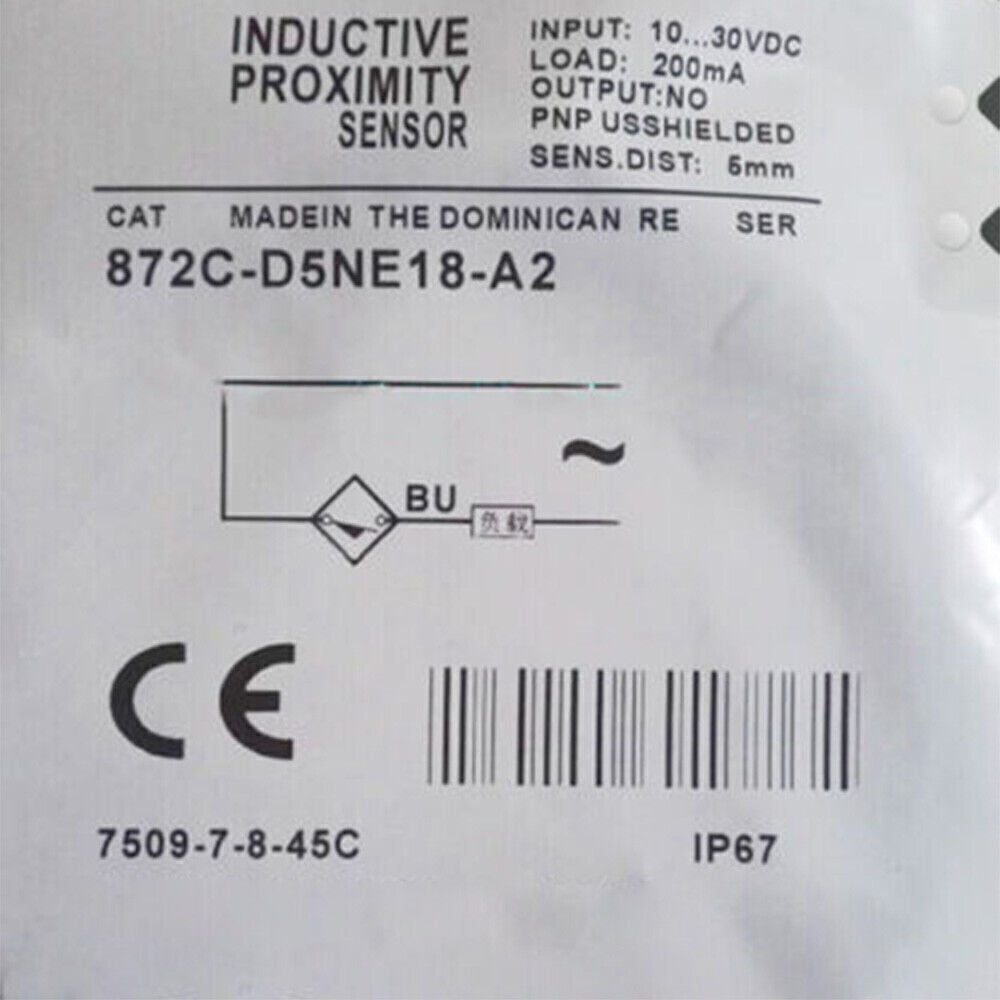 INDUCTIVE
PROXIMITY
SENSOR
INPUT: 10...30VDC
LOAD: 200mA
OUTPUT:NO
PNP USSHIELDED
SENS.DIST: 5mm
CAT MADEIN THE DOMINICAN RE SER
872C-D5NE18-A2
~
BU
负载
CE
7509-7-8-45C
IP67